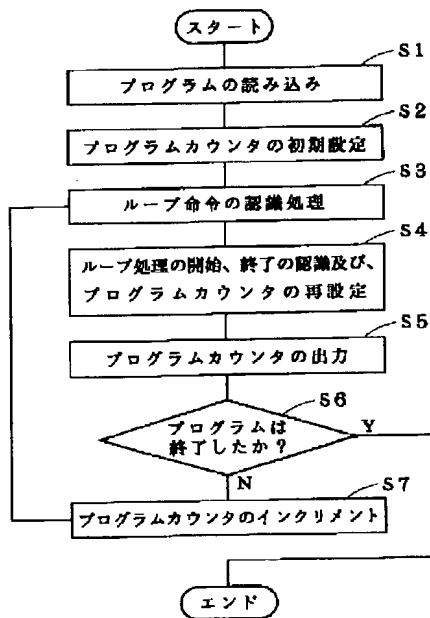 スタート
S1
プログラムの読み込み
S2
プログラムカウンタの初期設定
S3
ループ命令の認識処理
S4
ループ処理の開始、終了の認識及び、
プログラムカウンタの再設定
S5
プログラムカウンタの出力
S6
プログラムは
終了したか?
Y
N
S7
プログラムカウンタのインクリメント
エンド